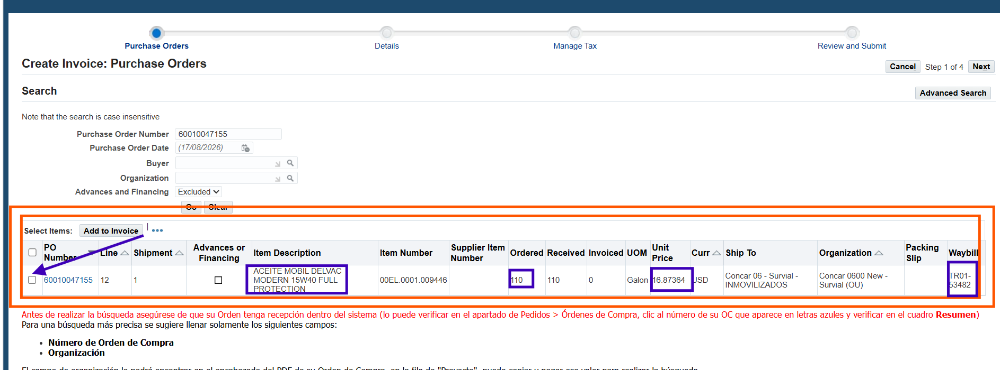 Purchase Orders
Details
Manage Tax
Review and Submit
Create Invoice: Purchase Orders
Cancel Step 1 of 4 Next
Search
Advanced Search
Note that the search is case insensitive
Purchase Order Number 60010047155
Purchase Order Date (17/08/2026)
Buyer
Organization
Advances and Financing Excluded
Go Clear
Select Items: Add to Invoice
PO Number Line Shipment Advances or Financing Item Description Item Number Supplier Item Number Ordered Received Invoiced UOM Unit Price Curr Ship To Organization Packing Slip Waybill
60010047155 12 1 ACEITE MOBIL DELVAC MODERN 15W40 FULL PROTECTION 00EL.0001.009446 110 110 0 Galon 16.87364 USD Concar 06 - Survial - INMOVILIZADOS Concar 0600 New - Survial (OU) TR01-53482
Antes de realizar la búsqueda asegúrese de que su Orden tenga recepción dentro del sistema (lo puede verificar en el apartado de Pedidos > Órdenes de Compra, clic al número de su OC que aparece en letras azules y verificar en el cuadro Resumen)
Para una búsqueda más precisa se sugiere llenar solamente los siguientes campos:
• Número de Orden de Compra
• Organización
El campo de organización lo podrá encontrar en el encabezado del PDF de su Orden de Compra, en la fila de "Proyecto", puede copiar y pegar ese valor para realizar la búsqueda